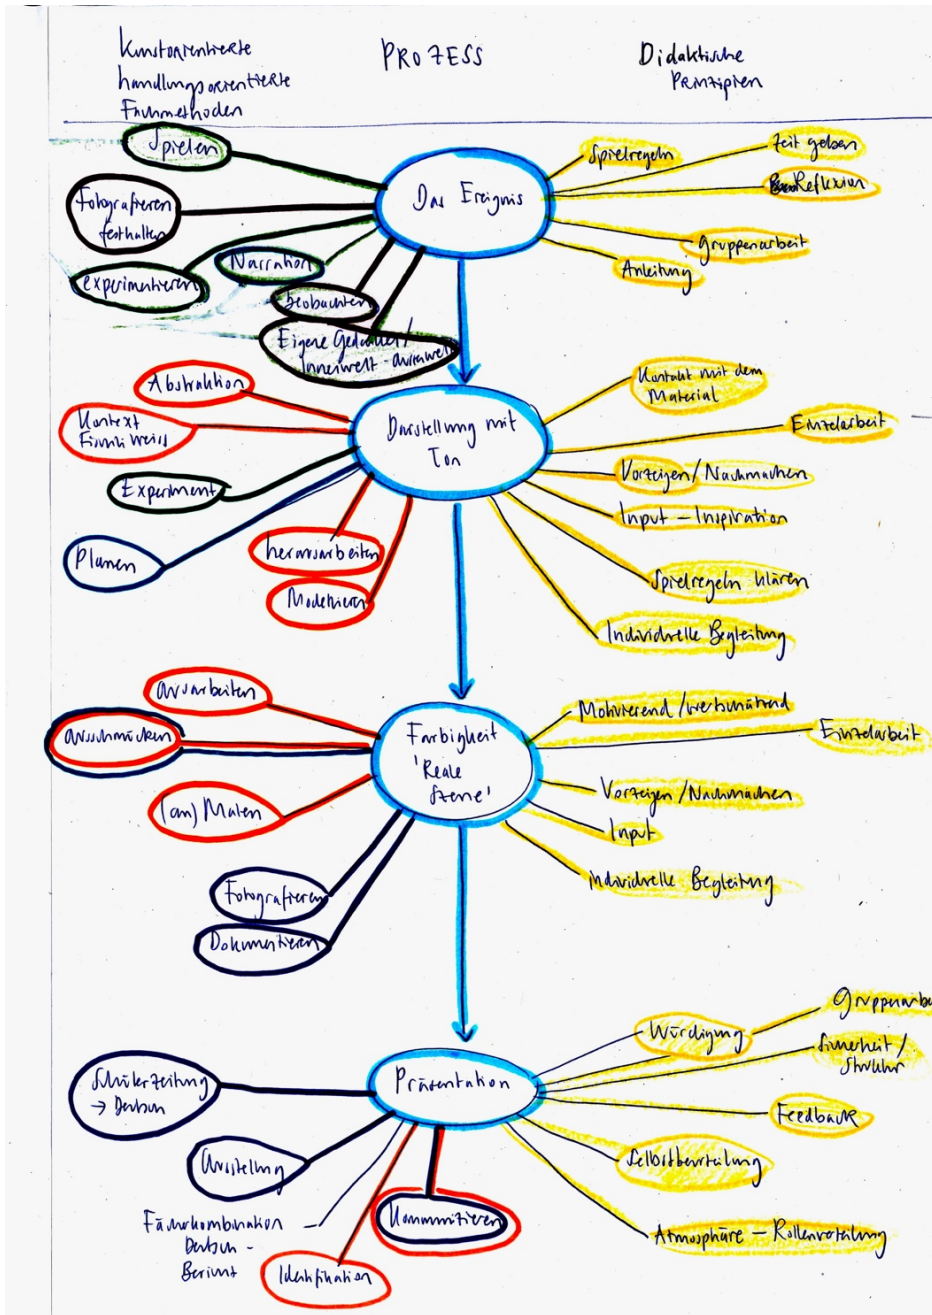 Kunstorientierte
handlungsorientierte
Fachmethoden
PROZESS
Didaktische
Prinzipien
Spielen
Fotografieren
festhalten
experimentieren
Narration
beobachten
Eigene Gedanken /
Innenwelt - Aussenwelt
Das Ereignis
Spielregeln
Zeit geben
Reflexion
Gruppenarbeit
Anleitung
Abstraktion
Kontext
Experiment
Planen
herausarbeiten
Modellieren
Darstellung mit
Ton
Kontakt mit dem
Material
Einzelarbeit
Vorzeigen / Nachmachen
Input – Inspiration
Spielregeln klären
Individuelle Begleitung
ausarbeiten
ausschmücken
(an) Malen
Fotografieren
Dokumentieren
Farbigkeit
'Reale
Szene'
Motivierend / wertschätzend
Einzelarbeit
Vorzeigen / Nachmachen
Input
individuelle Begleitung
Schülerzeitung
→ Deutsch
Ausstellung
Fächerkombination
Deutsch -
Bericht
Identifikation
Kommunizieren
Präsentation
Würdigung
Gruppenarbe
Sicherheit /
Struktur
Feedback
Selbstbeurteilung
Atmosphäre – Rollenverteilung